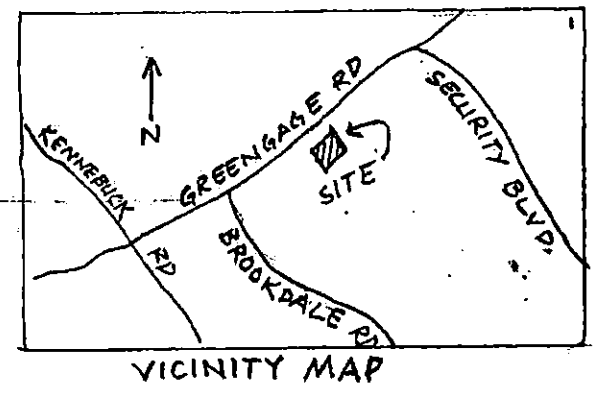 N
KENNEBUCK
RD
GREENGAGE RD
SITE
SECURITY BLVD.
BROOKDALE RD
VICINITY MAP